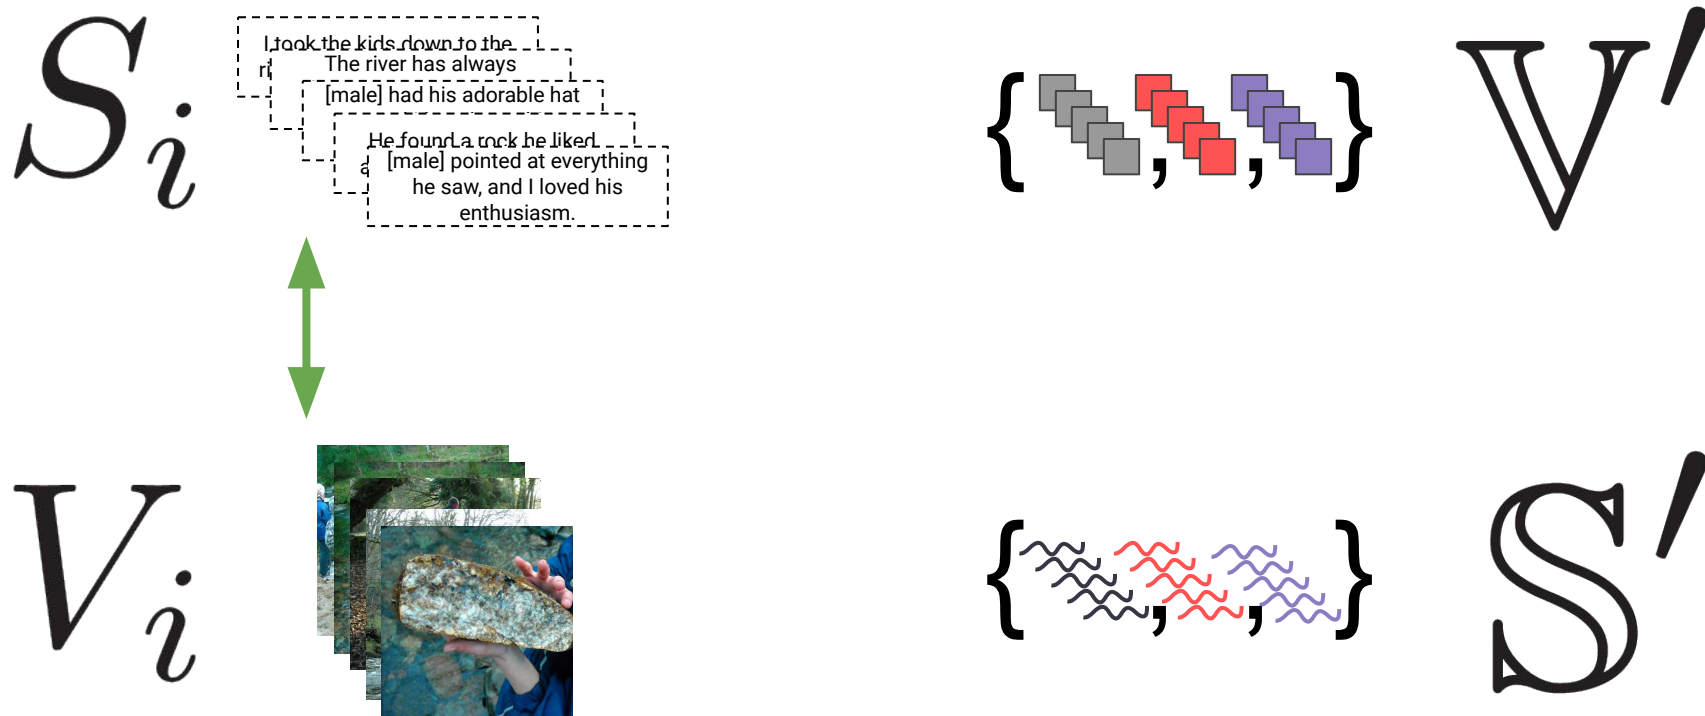 S_i
I took the kids down to the
ri
The river has always
[male] had his adorable hat
He found a rock he liked
a
[male] pointed at everything
he saw, and I loved his
enthusiasm.
{ , , }
𝕍′
V_i
{ , , }
𝕊′